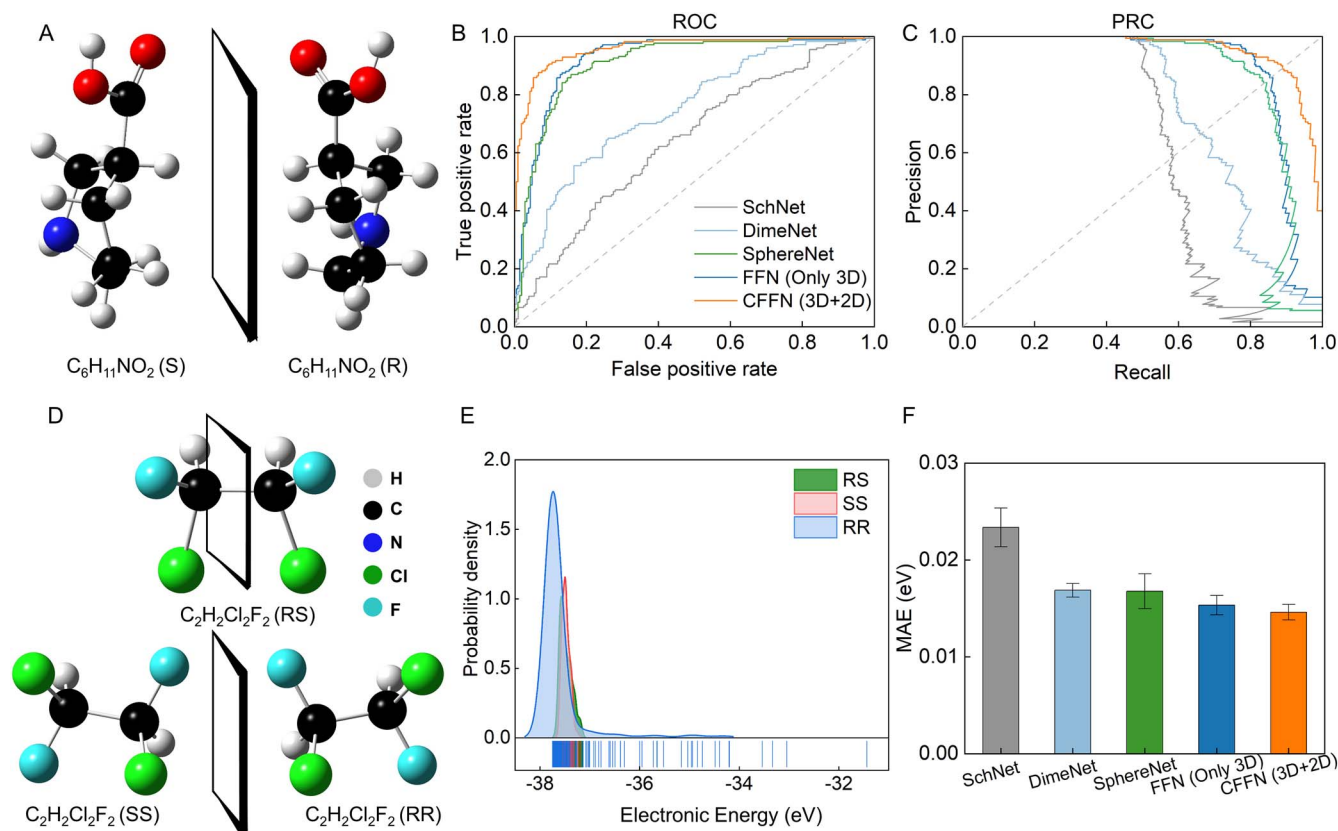 A
C₆H₁₁NO₂ (S)
C₆H₁₁NO₂ (R)
B
ROC
True positive rate
1.0
0.8
0.6
0.4
0.2
0.0
0.0 0.2 0.4 0.6 0.8 1.0
False positive rate
SchNet
DimeNet
SphereNet
FFN (Only 3D)
CFFN (3D+2D)
C
PRC
Precision
1.0
0.8
0.6
0.4
0.2
0.0
0.0 0.2 0.4 0.6 0.8 1.0
Recall
D
H
C
N
Cl
F
C₂H₂Cl₂F₂ (RS)
C₂H₂Cl₂F₂ (SS)
C₂H₂Cl₂F₂ (RR)
E
Probability density
2.0
1.5
1.0
0.5
0.0
RS
SS
RR
-38 -36 -34 -32
Electronic Energy (eV)
F
MAE (eV)
0.03
0.02
0.01
0.00
SchNet
DimeNet
SphereNet
FFN (Only 3D)
CFFN (3D+2D)